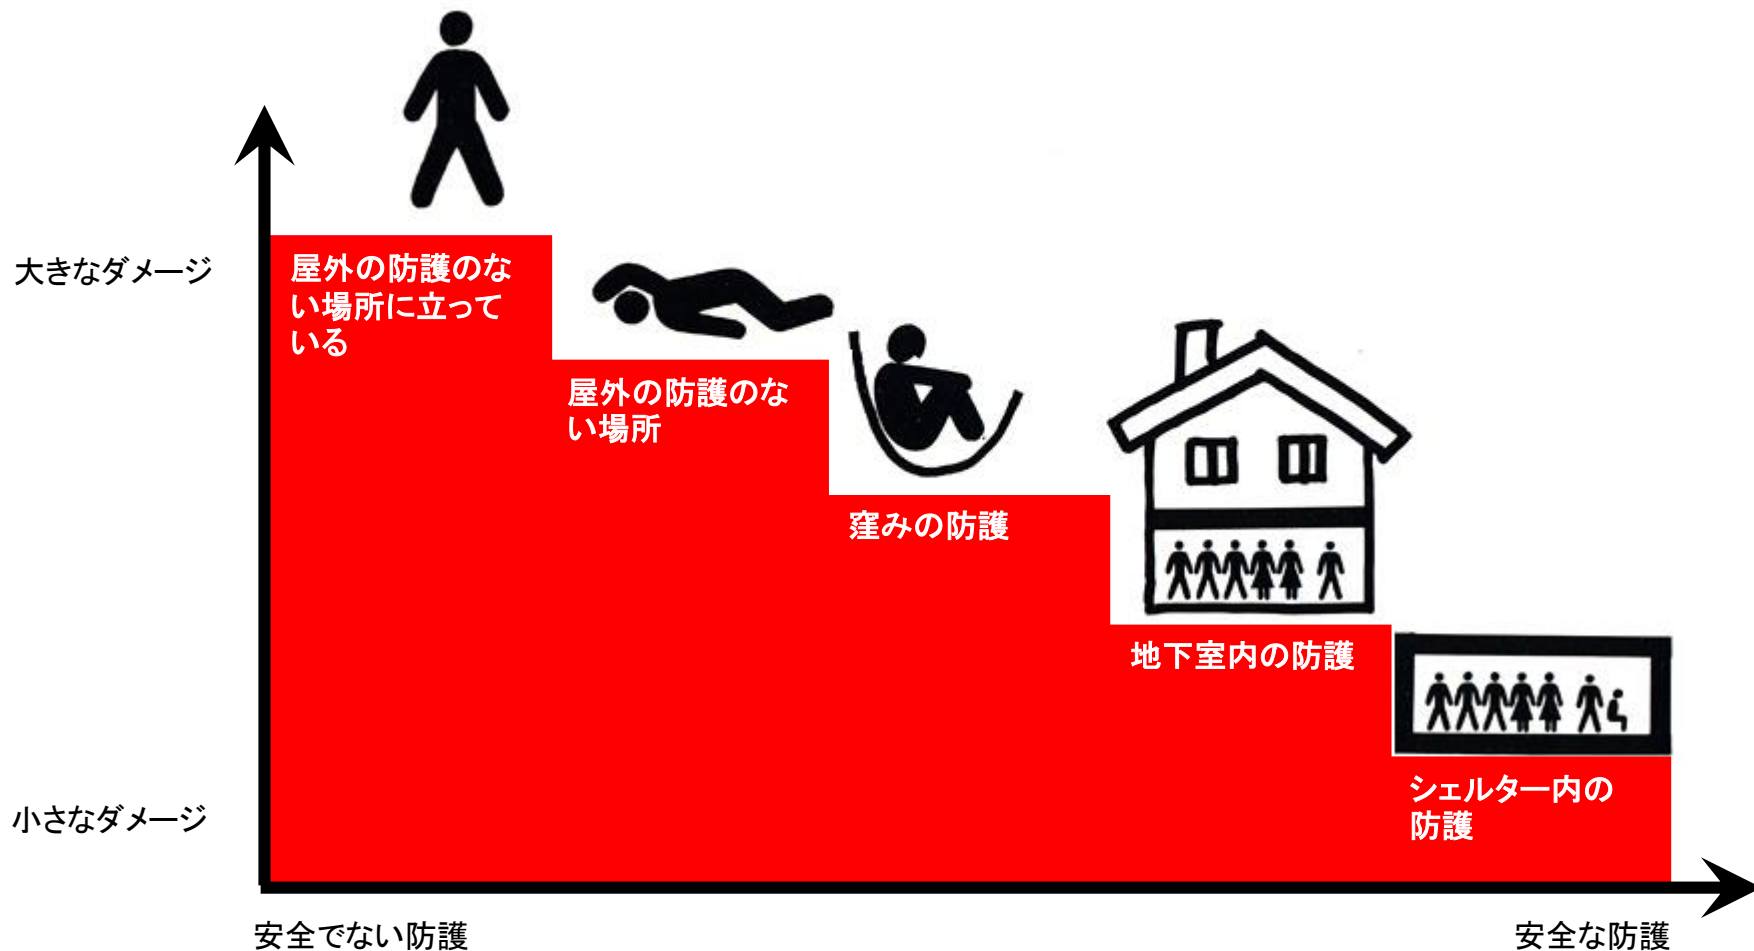 大きなダメージ
屋外の防護のな
い場所に立って
いる
屋外の防護のな
い場所
窪みの防護
地下室内の防護
シェルター内の
防護
小さなダメージ
安全でない防護
安全な防護